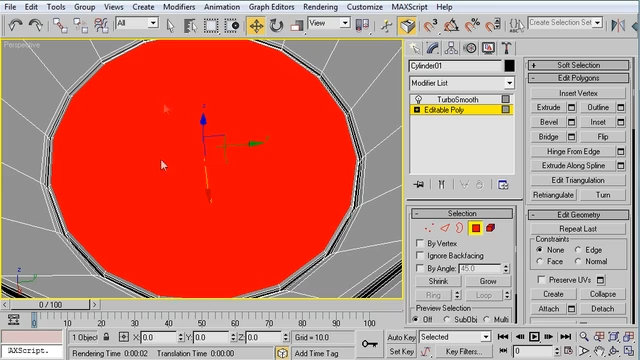 File Edit Tools Group Views Create Modifiers Animation Graph Editors Rendering Customize MAXScript Help
All View Create Selection Set
Perspective
Cylinder01
Modifier List
TurboSmooth
Editable Poly
Selection
By Vertex
Ignore Backfacing
By Angle: 45.0
Shrink Grow
Ring Loop
Preview Selection
Off SubObj Multi
Soft Selection
Edit Polygons
Insert Vertex
Extrude Outline
Bevel Inset
Bridge Flip
Hinge From Edge
Extrude Along Spline
Edit Triangulation
Retriangulate Turn
Edit Geometry
Repeat Last
Constraints
None Edge
Face Normal
Preserve UVs
Create Collapse
Attach Detach
z
z
y
0 / 100
0 10 20 30 40 50 60 70 80 90 100
1 Object X: 0.0 Y: 0.0 Z: 0.0 Grid = 10.0
Auto Key Selected
AXScript. Rendering Time 0:00:02 Translation Time 0:00:00 Add Time Tag
Set Key Key Filters... 0